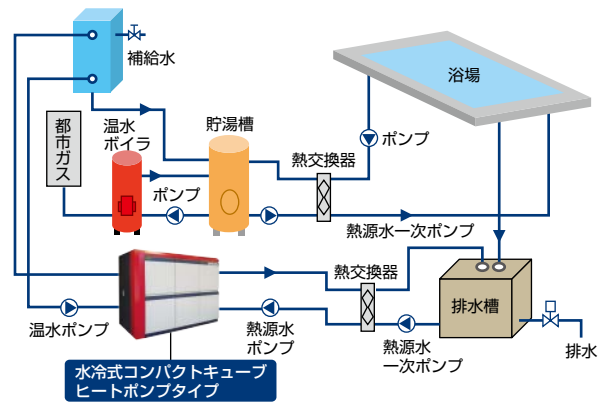 補給水
浴場
都市ガス
温水
ボイラ
貯湯槽
ポンプ
熱交換器
ポンプ
熱源水一次ポンプ
熱交換器
排水槽
温水ポンプ
熱源水
ポンプ
熱源水
一次ポンプ
排水
水冷式コンパクトキューブ
ヒートポンプタイプ